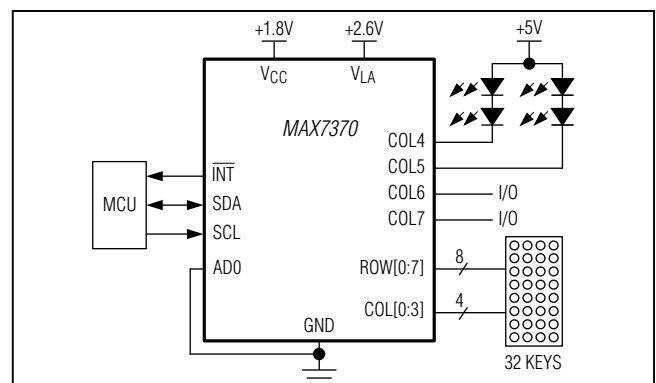 +1.8V
+2.6V
+5V
VCC
VLA
MAX7370
COL4
COL5
COL6
I/O
COL7
I/O
INT
MCU
SDA
SCL
AD0
ROW[0:7]
8
COL[0:3]
4
GND
32 KEYS